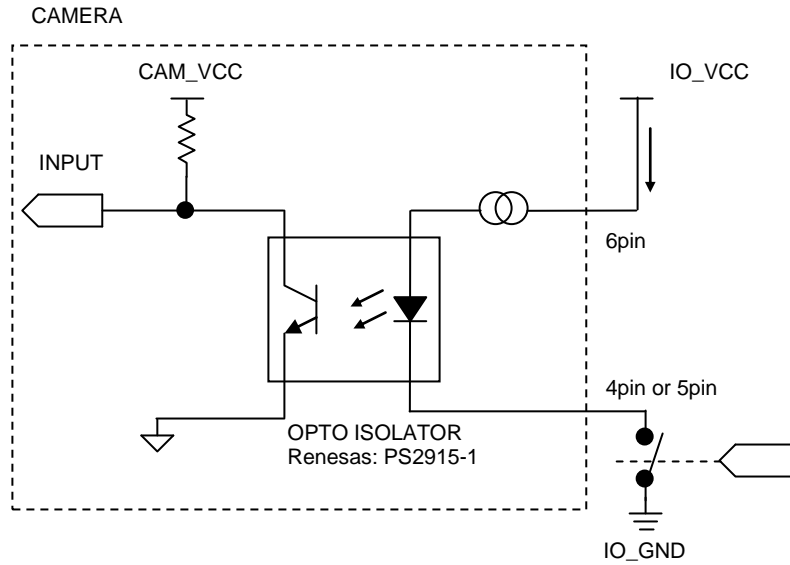 CAMERA
CAM_VCC
IO_VCC
INPUT
6pin
4pin or 5pin
OPTO ISOLATOR
Renesas: PS2915-1
IO_GND